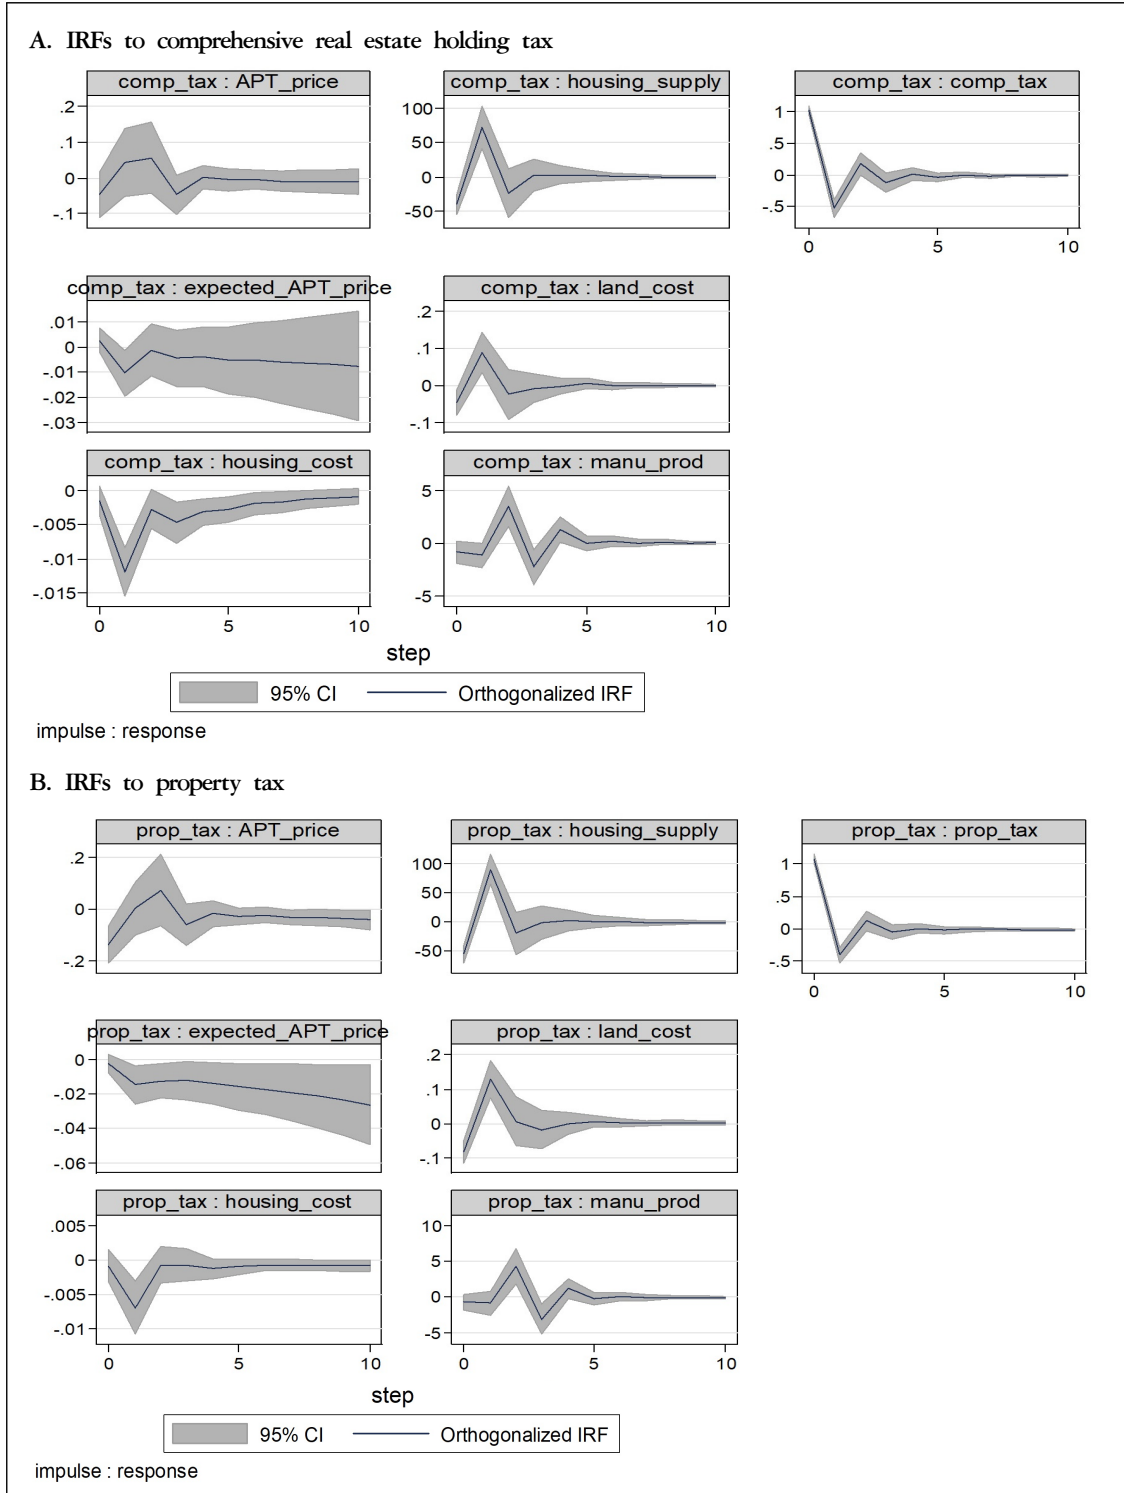 A. IRFs to comprehensive real estate holding tax
comp_tax : APT_price
.2
.1
0
-.1
comp_tax : housing_supply
100
50
0
-50
comp_tax : comp_tax
1
.5
0
-.5
0 5 10
comp_tax : expected_APT_price
.01
0
-.01
-.02
-.03
comp_tax : land_cost
.2
.1
0
-.1
comp_tax : housing_cost
0
-.005
-.01
-.015
0 5 10
comp_tax : manu_prod
5
0
-5
0 5 10
step
95% CI Orthogonalized IRF
impulse : response
B. IRFs to property tax
prop_tax : APT_price
.2
0
-.2
prop_tax : housing_supply
100
50
0
-50
prop_tax : prop_tax
1
.5
0
-.5
0 5 10
prop_tax : expected_APT_price
0
-.02
-.04
-.06
prop_tax : land_cost
.2
.1
0
-.1
prop_tax : housing_cost
.005
0
-.005
-.01
0 5 10
prop_tax : manu_prod
10
5
0
-5
0 5 10
step
95% CI Orthogonalized IRF
impulse : response